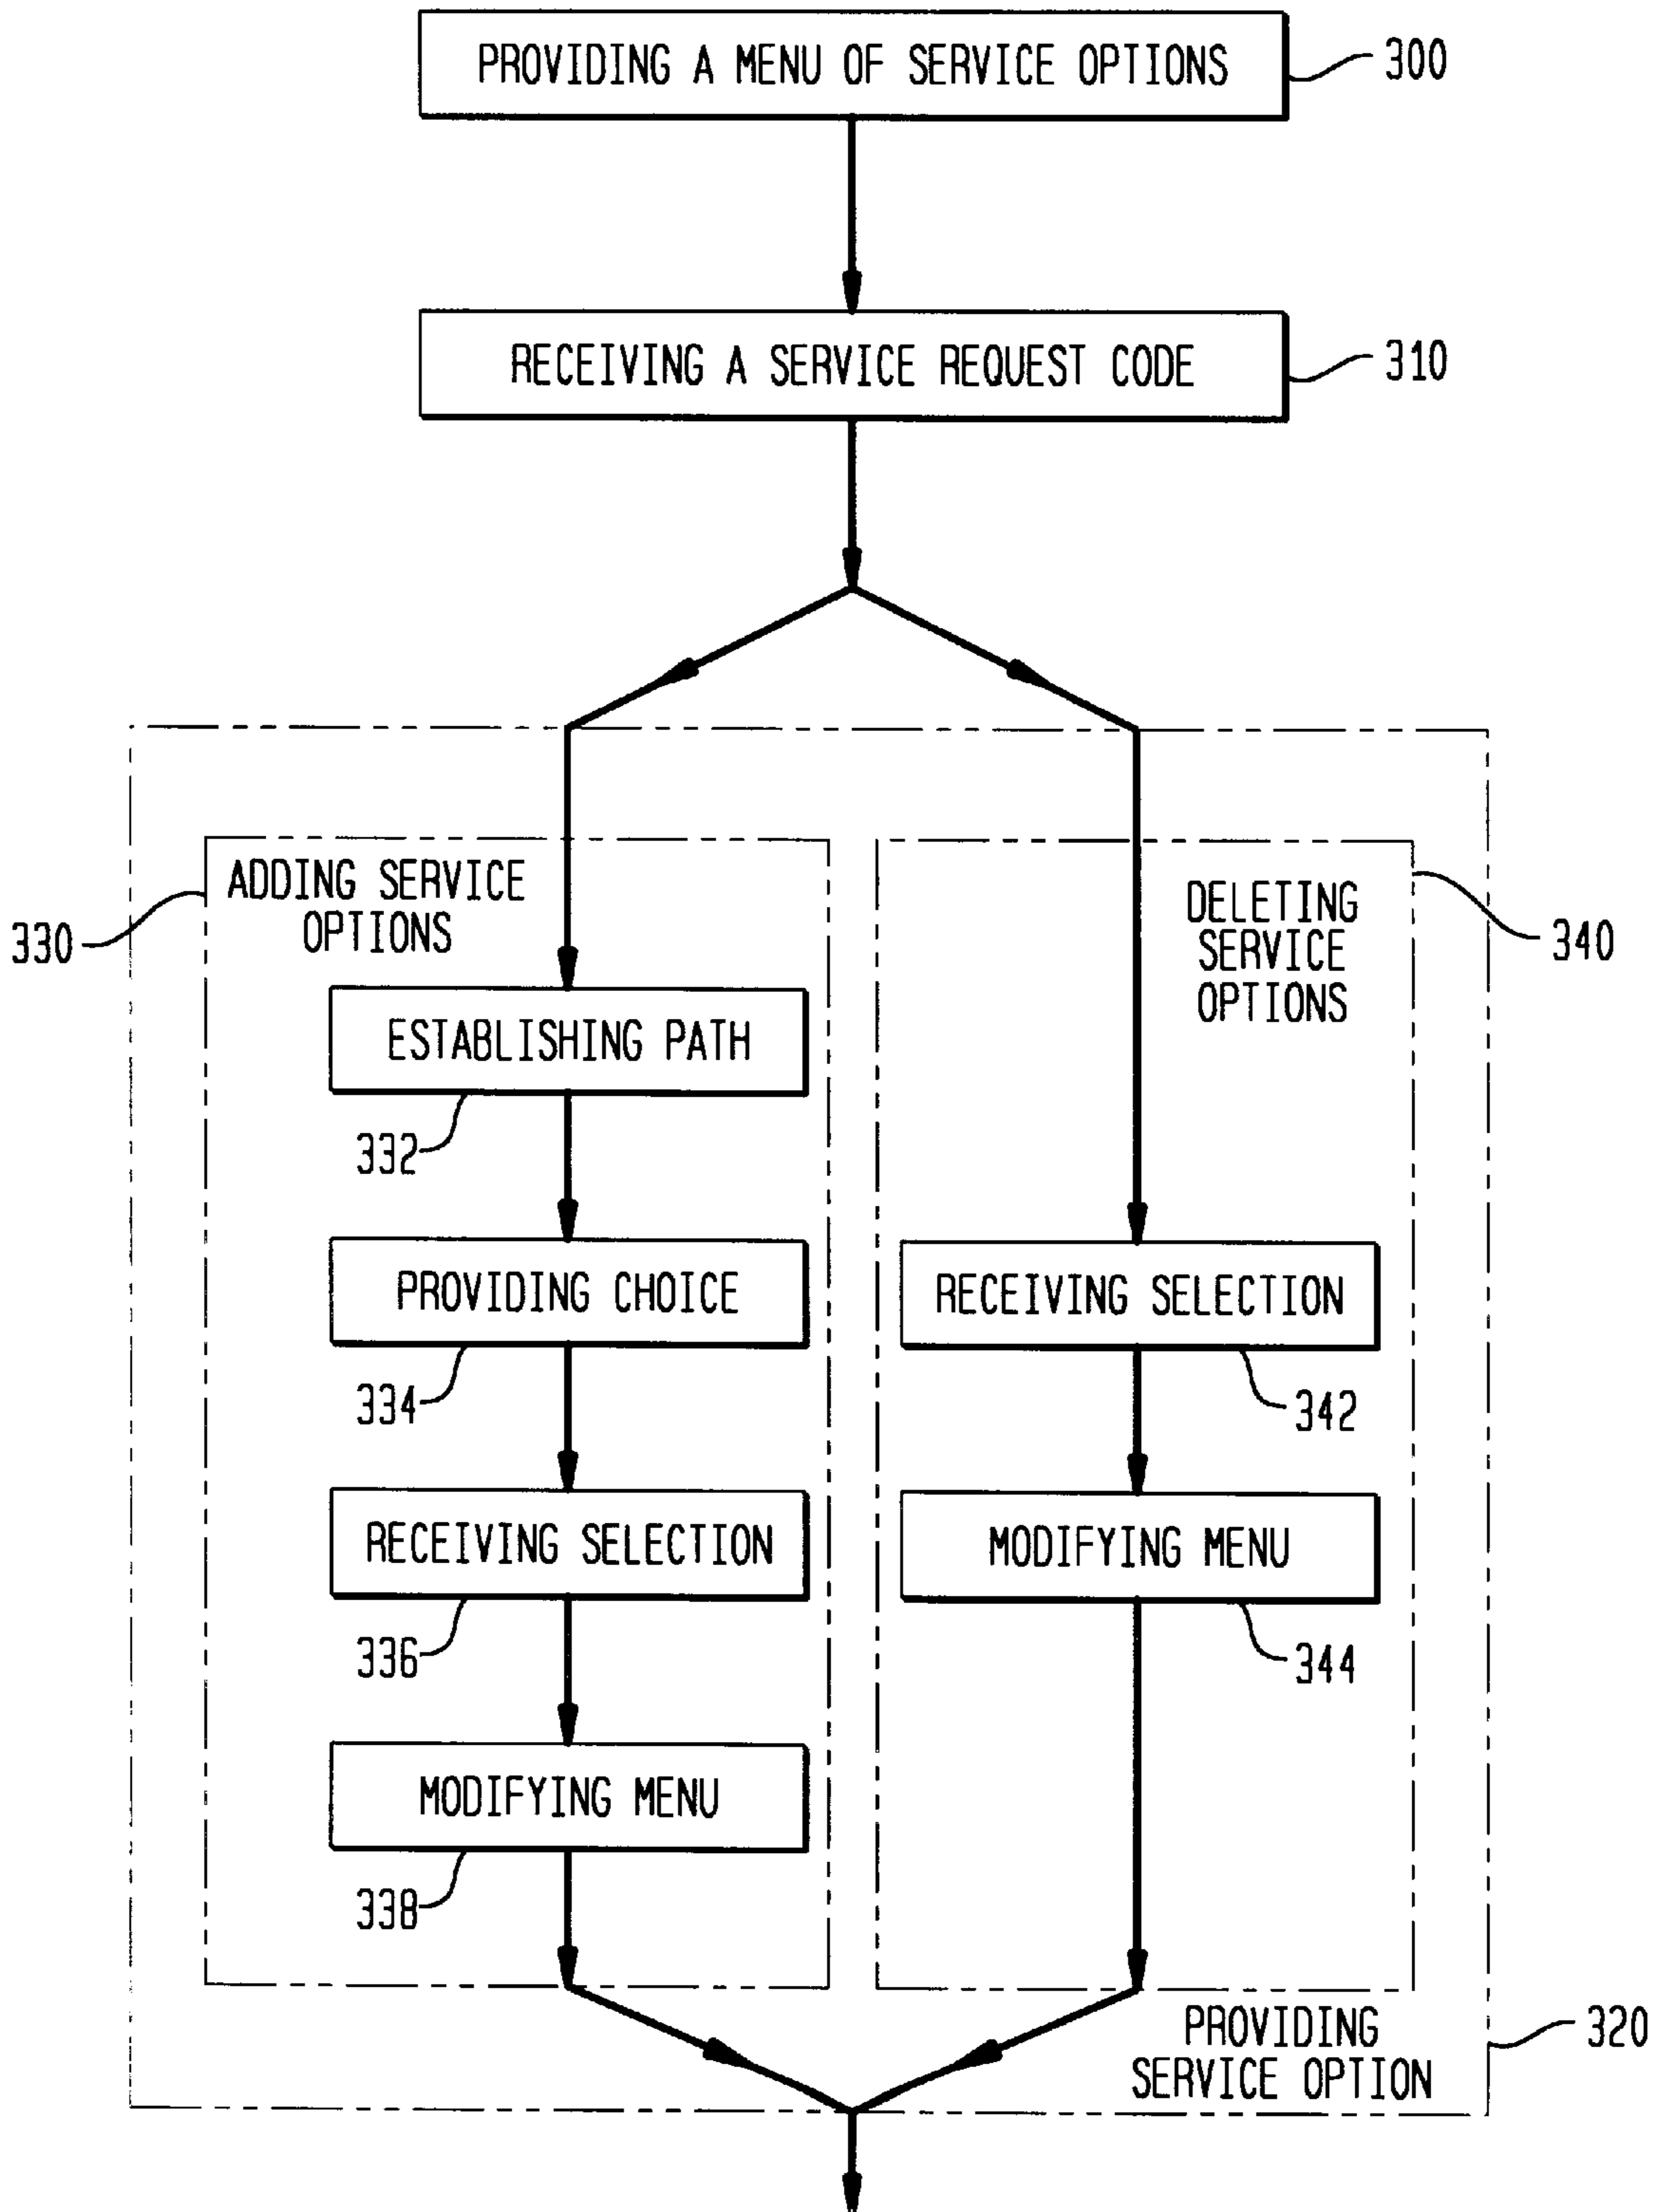 PROVIDING A MENU OF SERVICE OPTIONS
300
RECEIVING A SERVICE REQUEST CODE
310
ADDING SERVICE
OPTIONS
330
DELETING
SERVICE
OPTIONS
340
ESTABLISHING PATH
332
PROVIDING CHOICE
334
RECEIVING SELECTION
342
RECEIVING SELECTION
336
MODIFYING MENU
344
MODIFYING MENU
338
PROVIDING
SERVICE OPTION
320